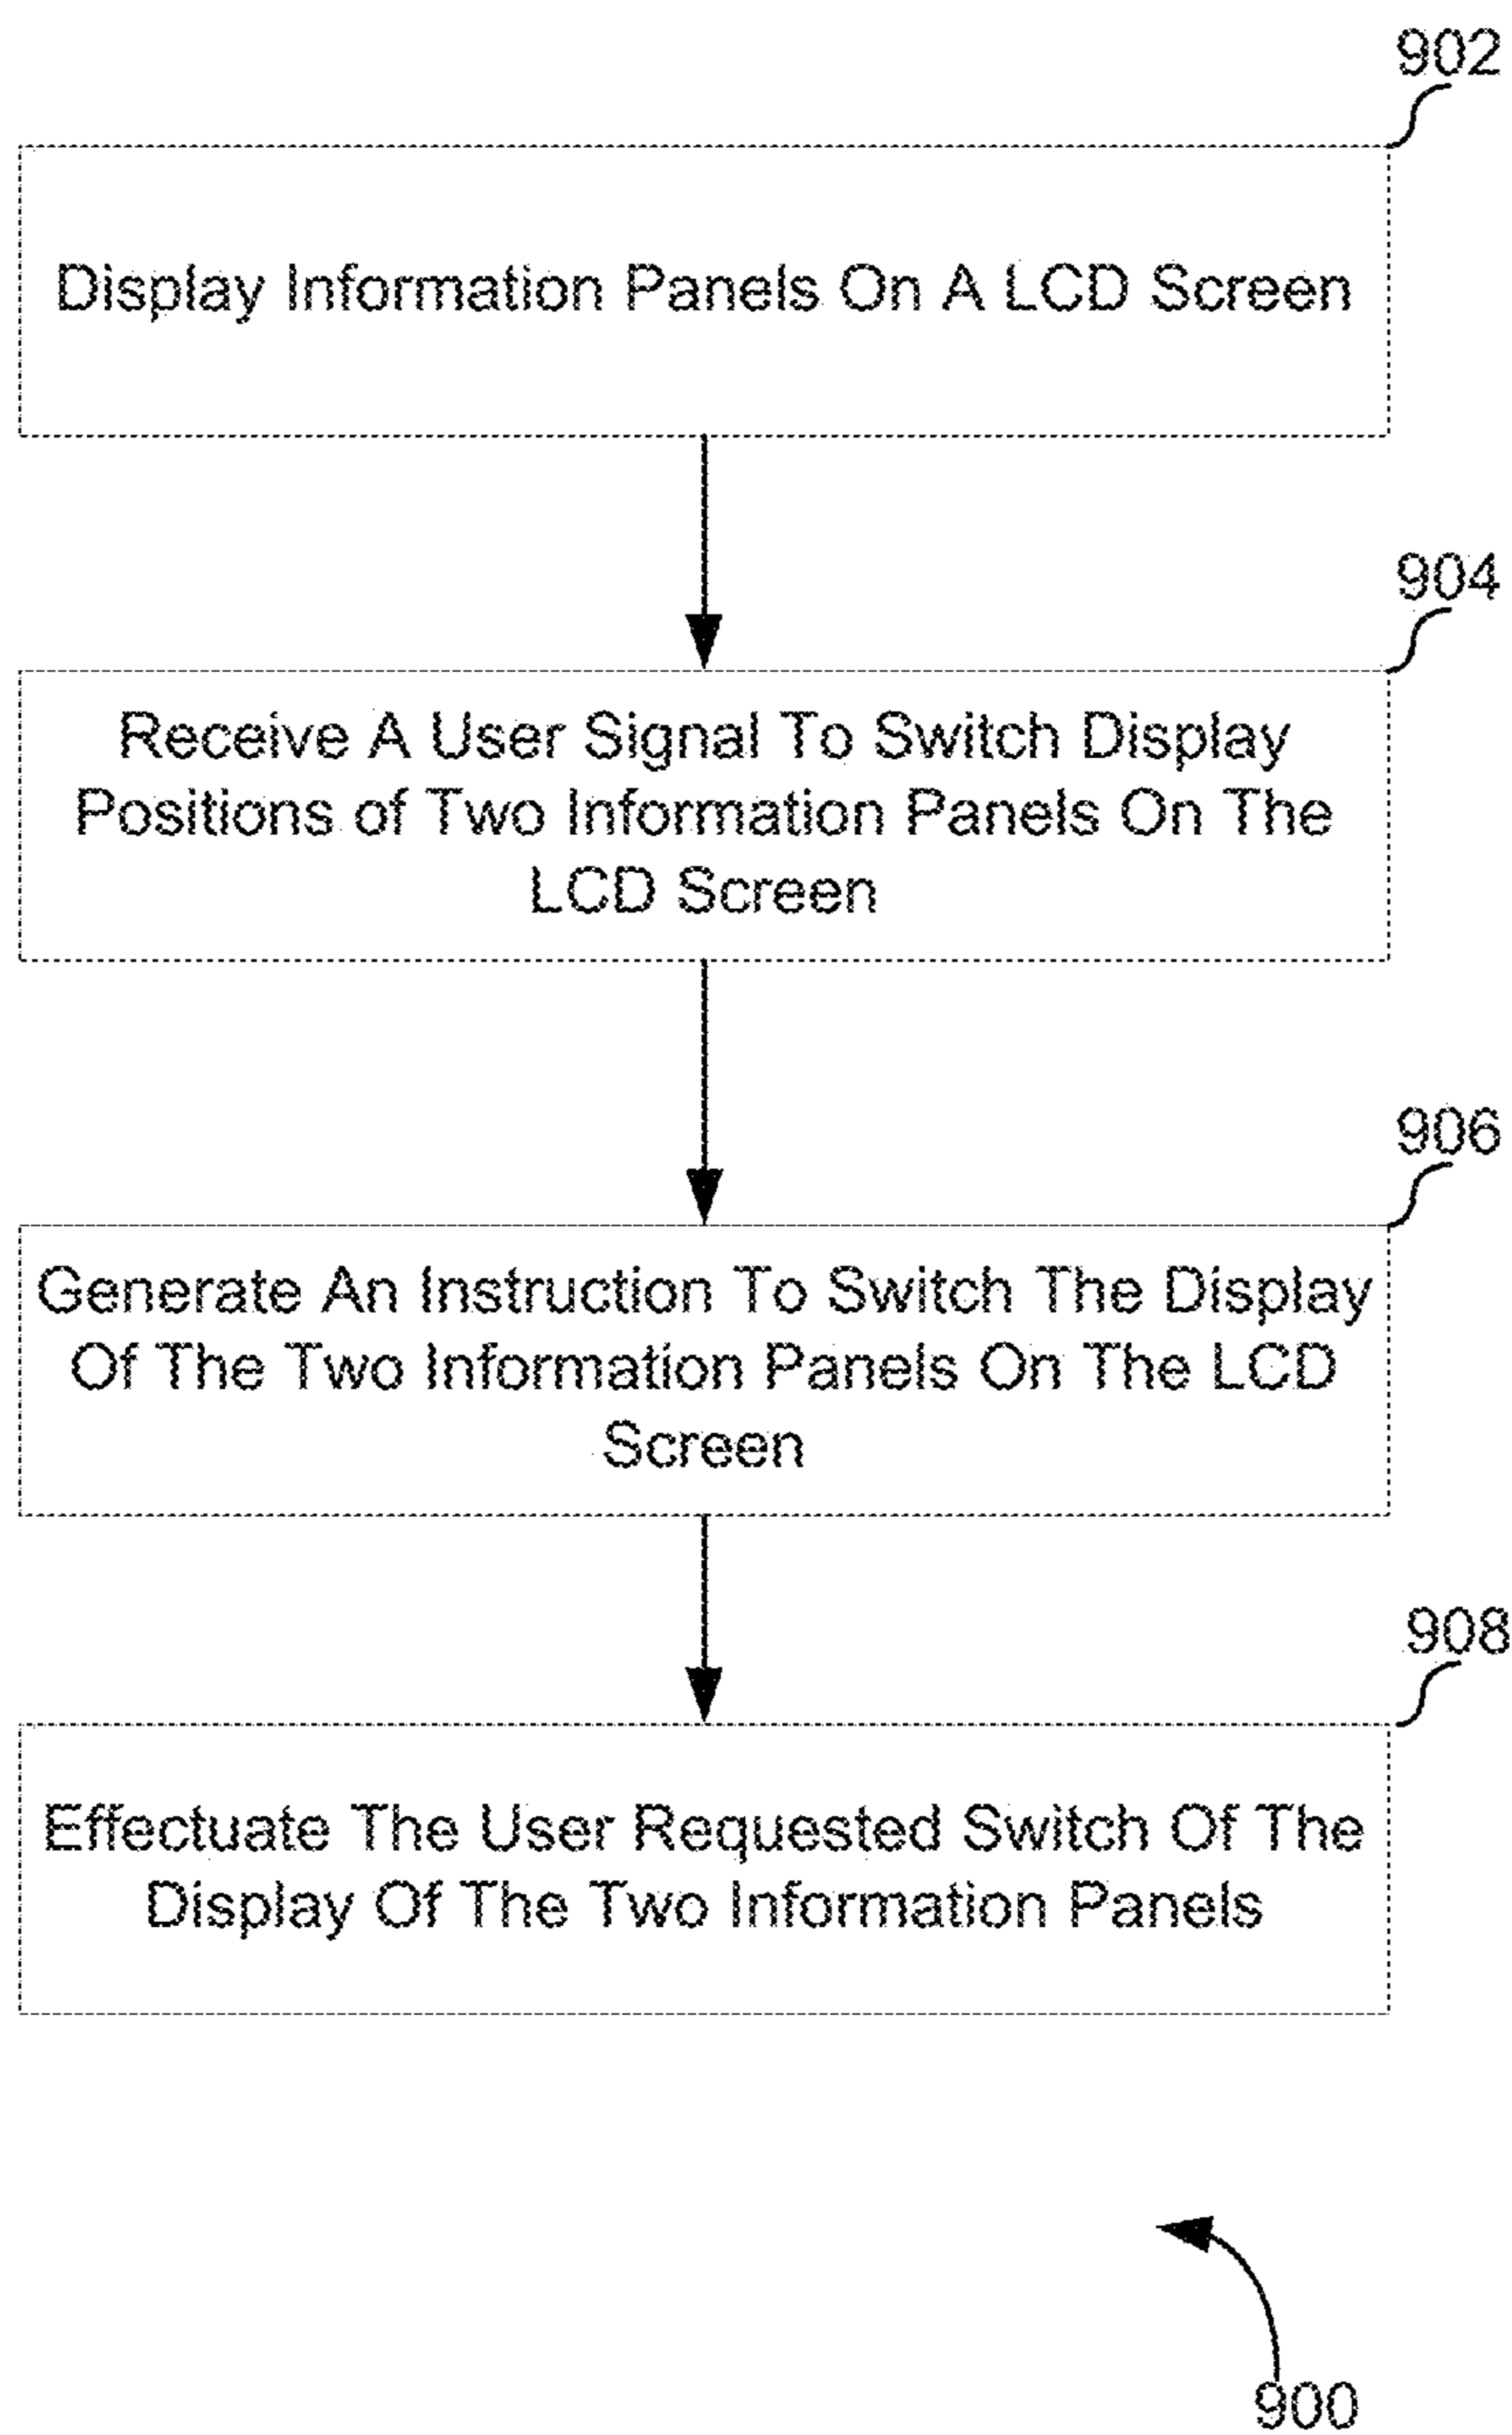 902
Display Information Panels On A LCD Screen
904
Receive A User Signal To Switch Display
Positions of Two Information Panels On The
LCD Screen
906
Generate An Instruction To Switch The Display
Of The Two Information Panels On The LCD
Screen
908
Effectuate The User Requested Switch Of The
Display Of The Two Information Panels
900